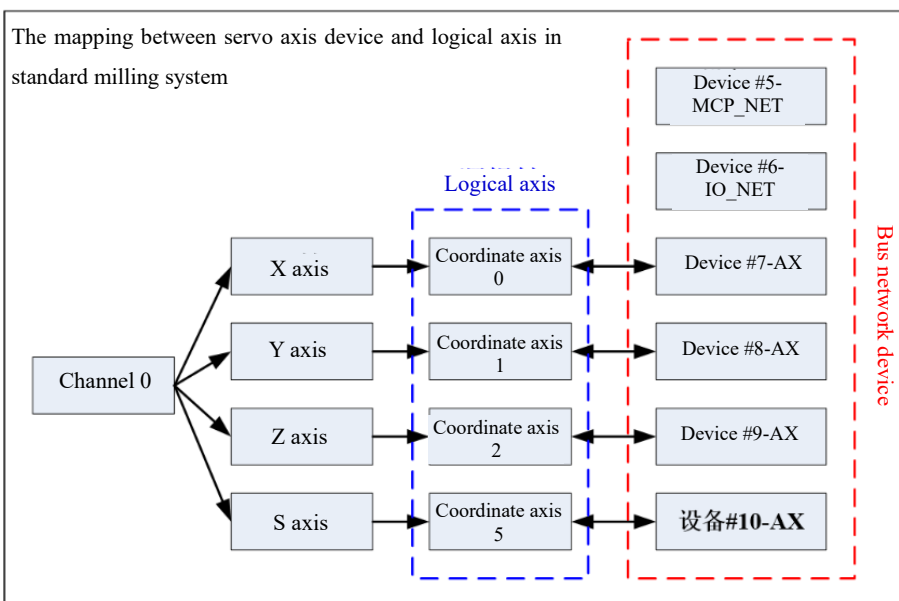 The mapping between servo axis device and logical axis in
standard milling system
Device #5-
MCP_NET
Device #6-
IO_NET
Logical axis
X axis
Coordinate axis
0
Device #7-AX
Y axis
Coordinate axis
1
Device #8-AX
Channel 0
Z axis
Coordinate axis
2
Device #9-AX
S axis
Coordinate axis
5
设备#10-AX
Bus network device